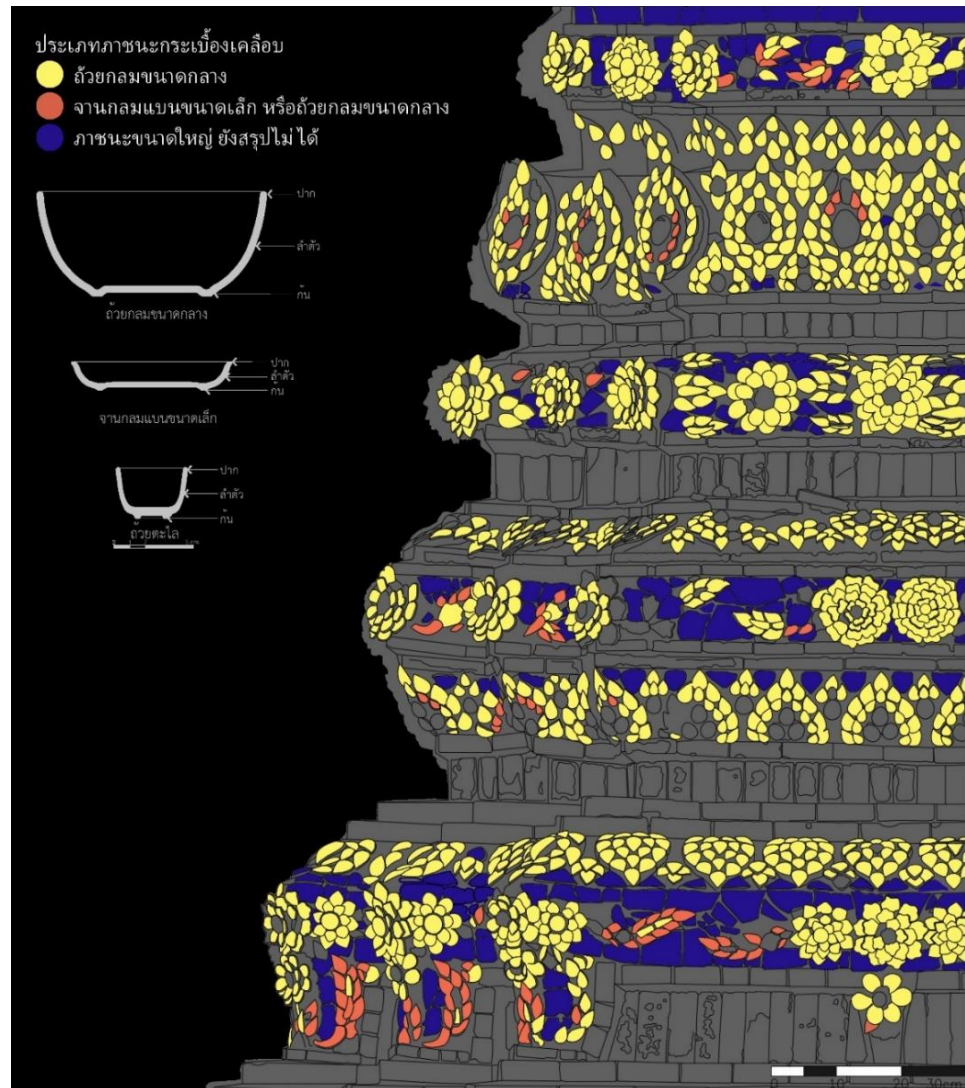 ประเภทภาชนะกระเบื้องเคลือบ
ถ้วยกลมขนาดกลาง
จานกลมแบนขนาดเล็ก หรือถ้วยกลมขนาดกลาง
ภาชนะขนาดใหญ่ ยังสรุปไม่ได้
ปาก
ลำตัว
ก้น
ถ้วยกลมขนาดกลาง
ปาก
ลำตัว
ก้น
จานกลมแบนขนาดเล็ก
ปาก
ลำตัว
ก้น
ถ้วยตะไล
0 10 20 30cm